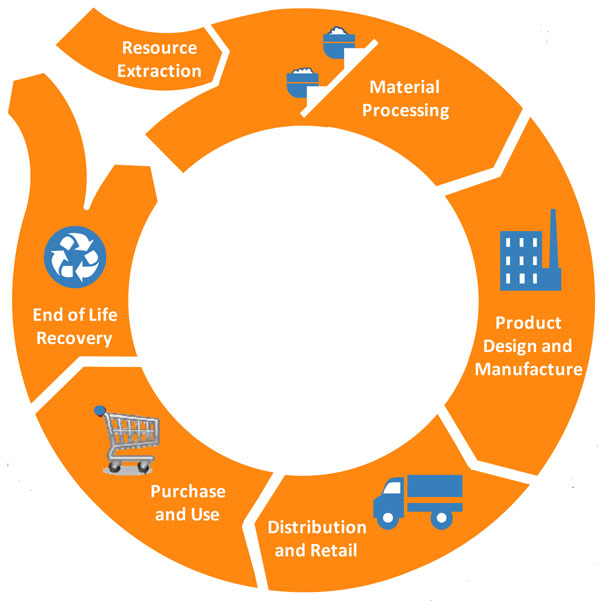 Resource
Extraction
Material
Processing
Product
Design and
Manufacture
Distribution
and Retail
Purchase
and Use
End of Life
Recovery